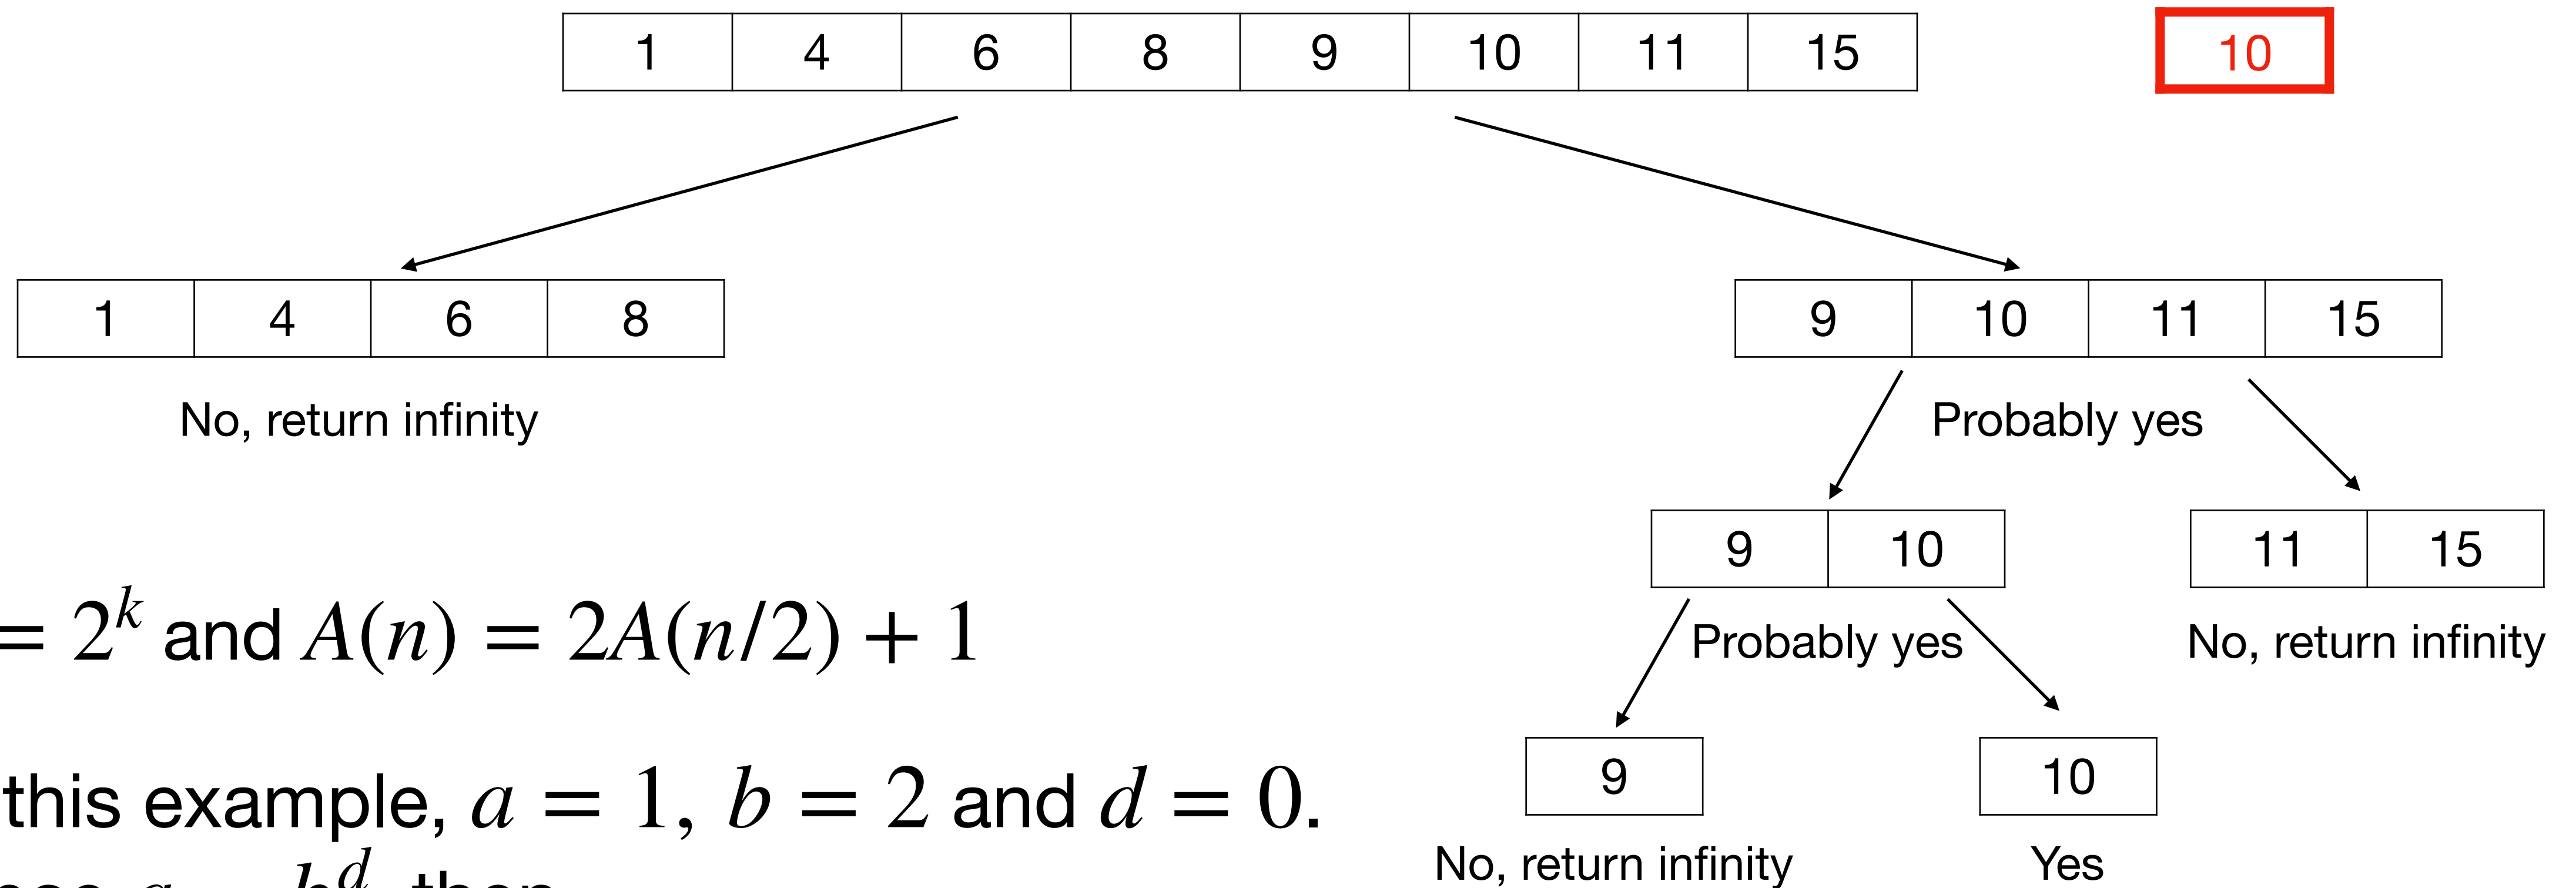 1 4 6 8 9 10 11 15 10
1 4 6 8 9 10 11 15
No, return infinity Probably yes
9 10 11 15
= 2^k and A(n) = 2A(n/2) + 1 Probably yes No, return infinity
9 10
this example, a = 1, b = 2 and d = 0.
No, return infinity Yes